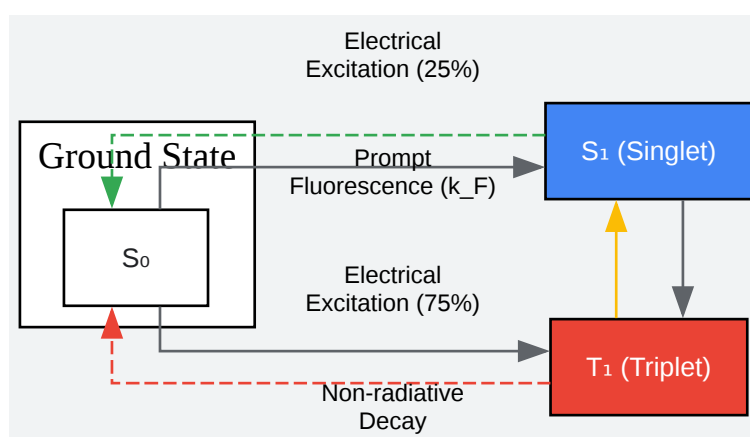 Electrical
Excitation (25%)
S₁ (Singlet)
Ground State
Prompt
Fluorescence (k_F)
S₀
Electrical
Excitation (75%)
T₁ (Triplet)
Non-radiative
Decay